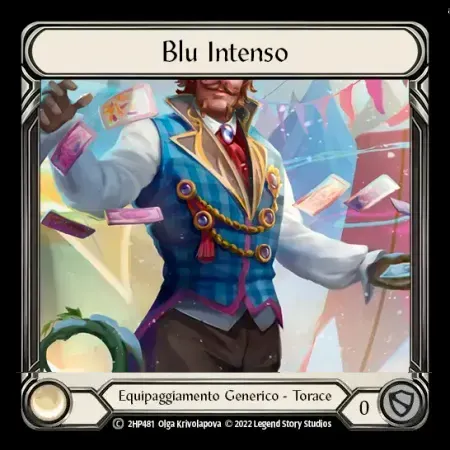 Blu Intenso
Equipaggiamento Generico - Torace
0
© 2HP481 Olga Krivolapova © 2022 Legend Story Studios